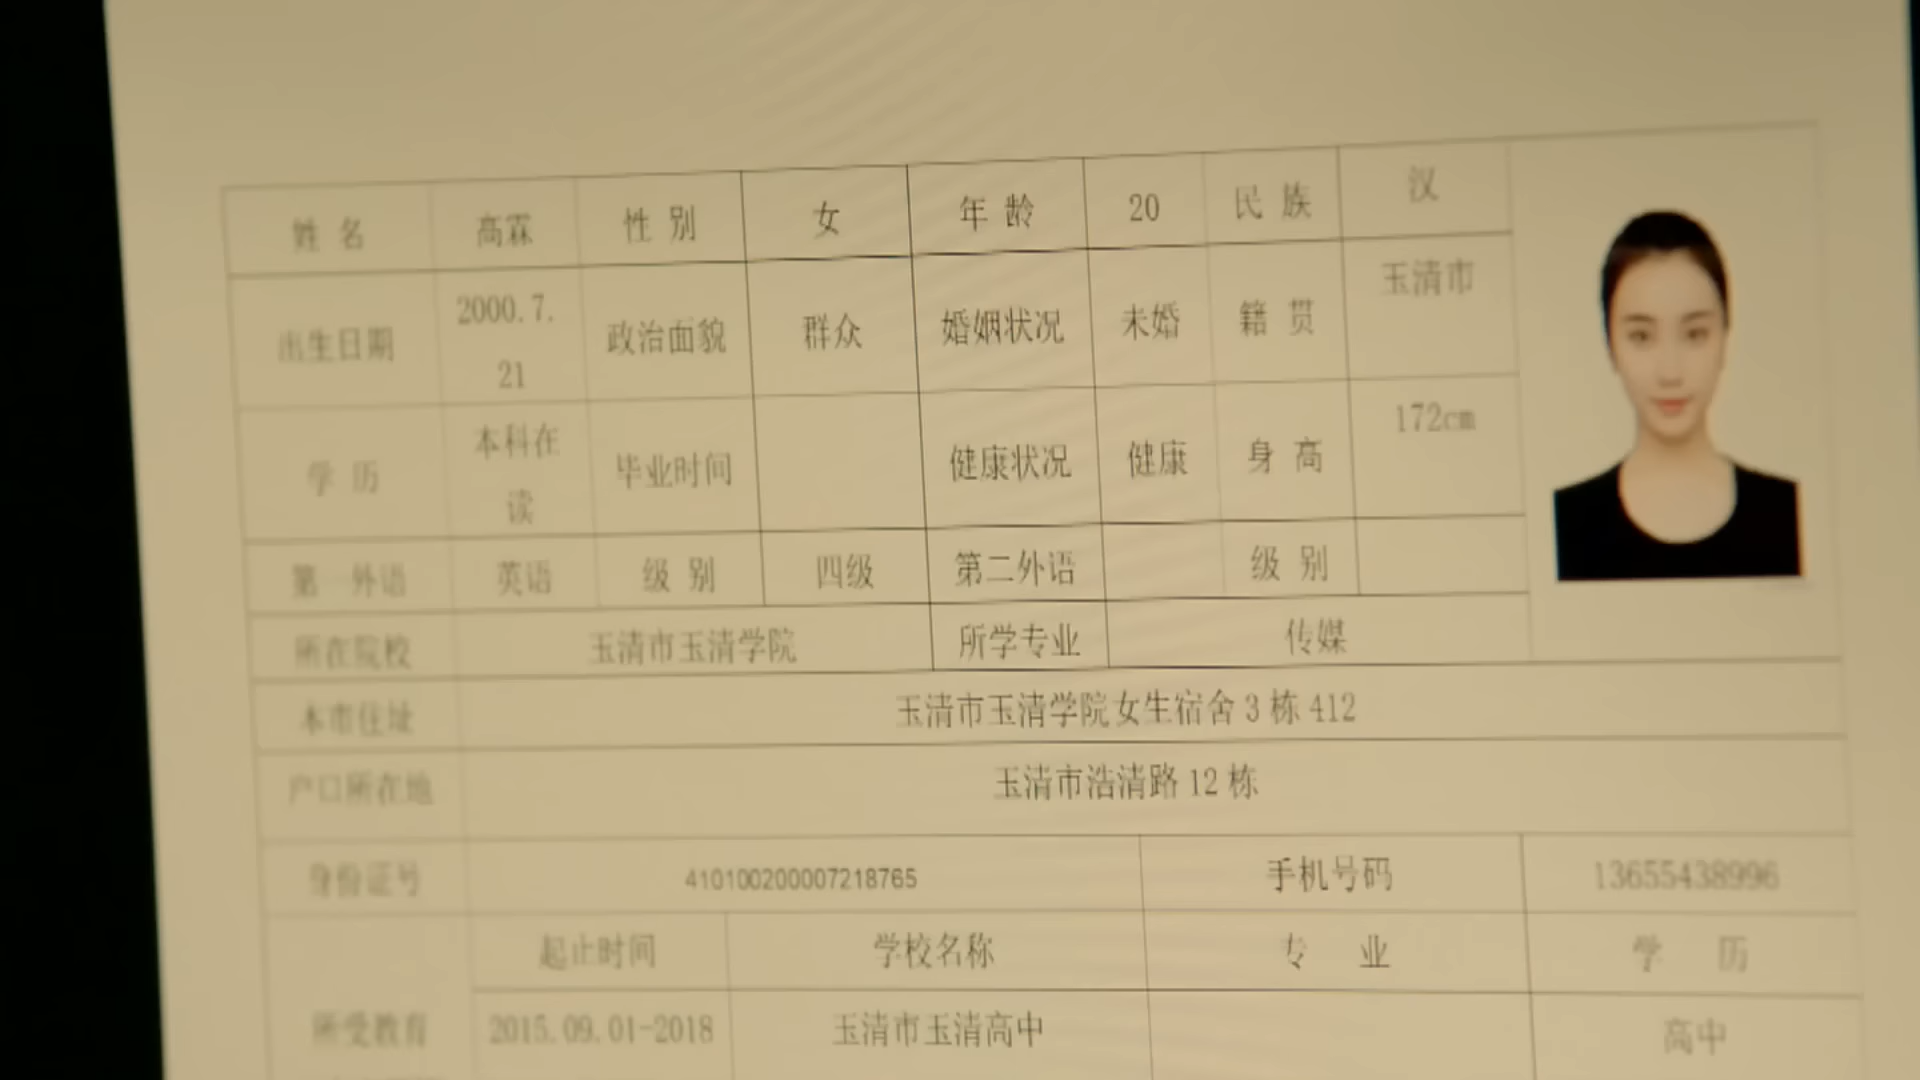 姓 名 高霖 性 别 女 年 龄 20 民 族 汉
出生日期 2000.7.21 政治面貌 群众 婚姻状况 未婚 籍 贯 玉清市
学 历 本科在读 毕业时间 健康状况 健康 身 高 172cm
第一外语 英语 级 别 四级 第二外语 级 别
所在院校 玉清市玉清学院 所学专业 传媒
本市住址 玉清市玉清学院女生宿舍 3 栋 412
户口所在地 玉清市浩清路 12 栋
身份证号 410100200007218765 手机号码 13655438996
起止时间 学校名称 专 业 学 历
所受教育 2015.09.01-2018 玉清市玉清高中 高中